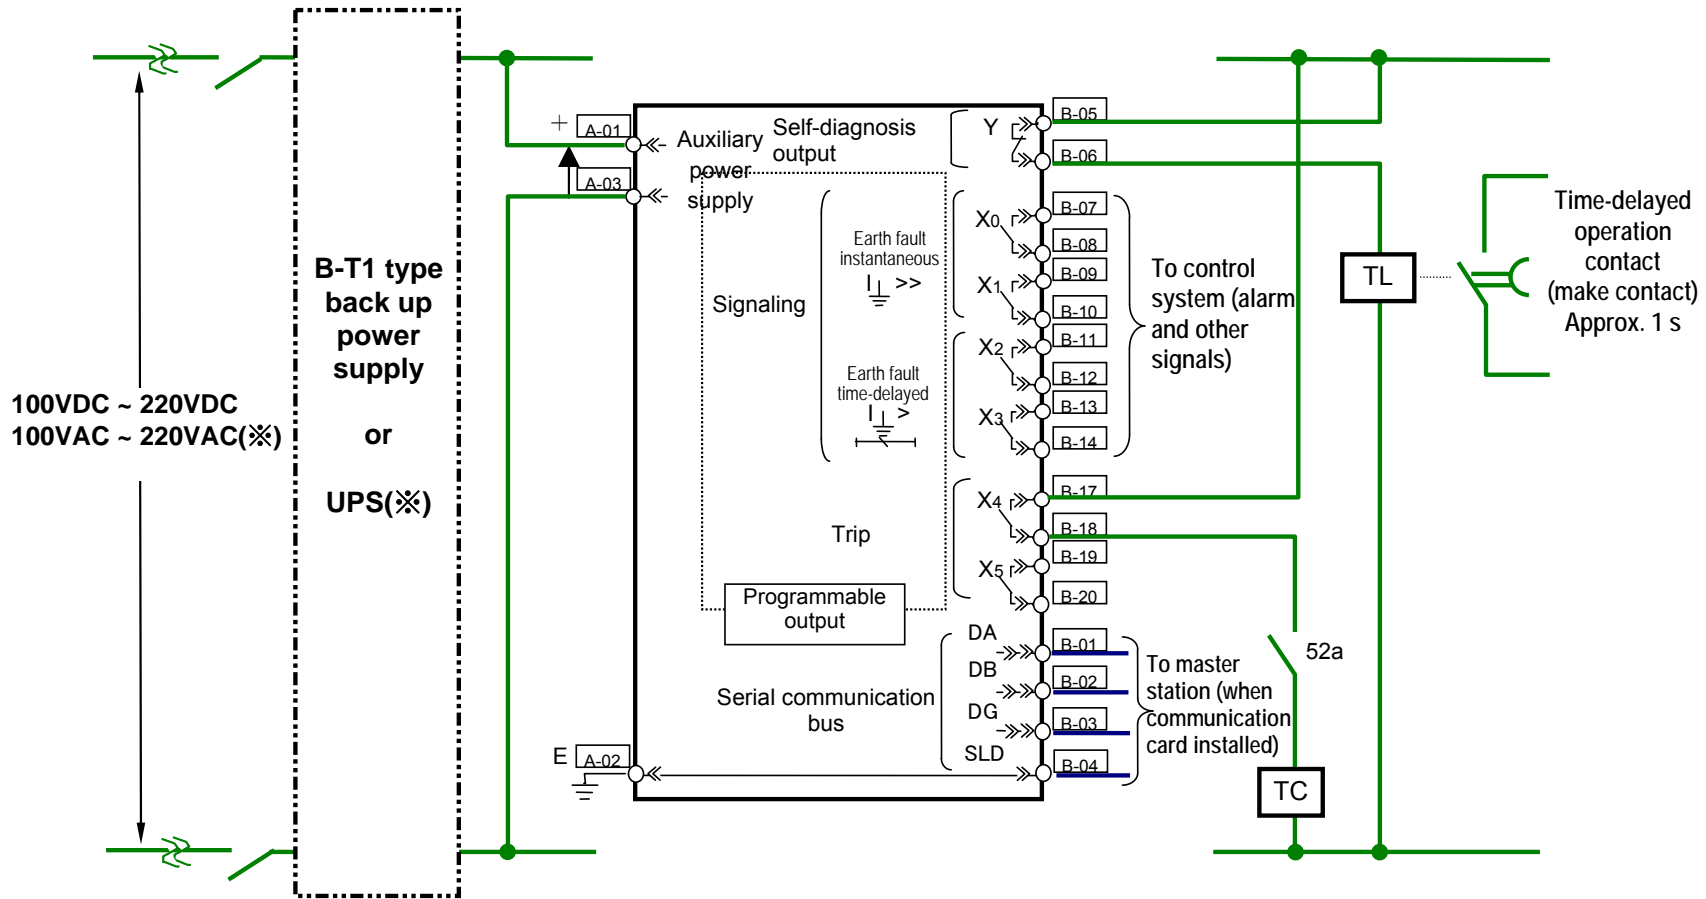 100VDC ~ 220VDC
100VAC ~ 220VAC(※)
B-T1 type
back up
power
supply
or
UPS(※)
+
A-01
A-03
E
A-02
Auxiliary
power
supply
Self-diagnosis
output
Signaling
Earth fault
instantaneous
I >>
Earth fault
time-delayed
I >
Trip
Programmable
output
Serial communication
bus
Y
X0
X1
X2
X3
X4
X5
DA
DB
DG
SLD
B-05
B-06
B-07
B-08
B-09
B-10
B-11
B-12
B-13
B-14
B-17
B-18
B-19
B-20
B-01
B-02
B-03
B-04
To control
system (alarm
and other
signals)
To master
station (when
communication
card installed)
TL
52a
TC
Time-delayed
operation
contact
(make contact)
Approx. 1 s